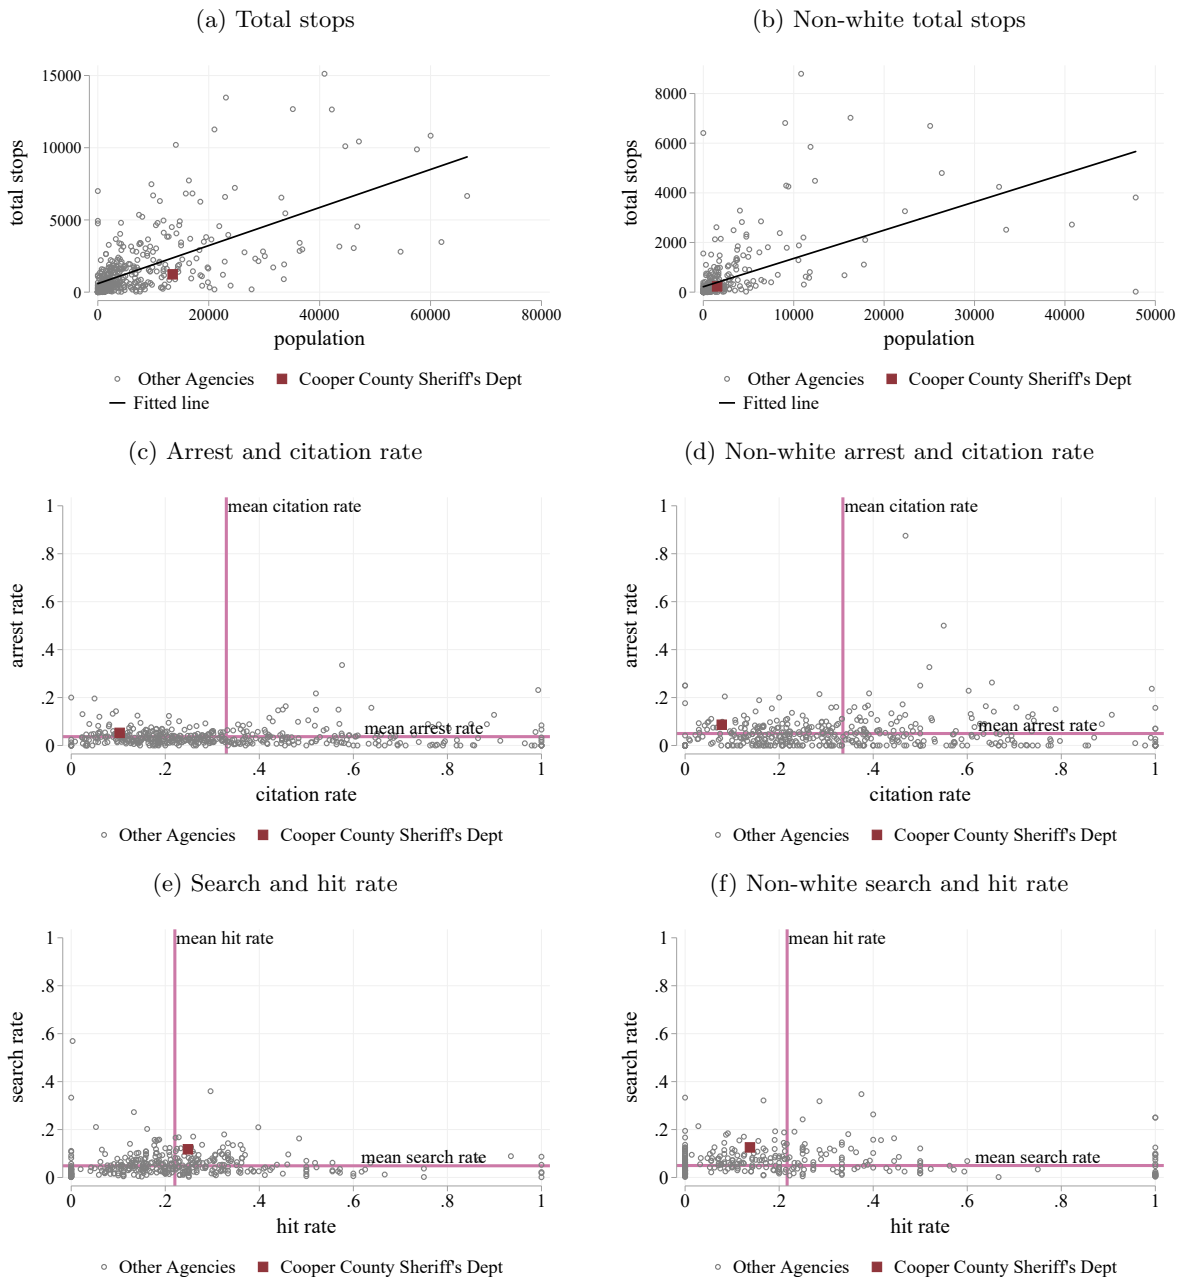 (a) Total stops
(b) Non-white total stops
total stops
15000
10000
5000
0
0 20000 40000 60000 80000
population
Other Agencies Cooper County Sheriff's Dept
Fitted line
total stops
8000
6000
4000
2000
0
0 10000 20000 30000 40000 50000
population
Other Agencies Cooper County Sheriff's Dept
Fitted line
(c) Arrest and citation rate
(d) Non-white arrest and citation rate
arrest rate
1
.8
.6
.4
.2
0
mean citation rate
mean arrest rate
0 .2 .4 .6 .8 1
citation rate
Other Agencies Cooper County Sheriff's Dept
arrest rate
1
.8
.6
.4
.2
0
mean citation rate
mean arrest rate
0 .2 .4 .6 .8 1
citation rate
Other Agencies Cooper County Sheriff's Dept
(e) Search and hit rate
(f) Non-white search and hit rate
search rate
1
.8
.6
.4
.2
0
mean hit rate
mean search rate
0 .2 .4 .6 .8 1
hit rate
Other Agencies Cooper County Sheriff's Dept
search rate
1
.8
.6
.4
.2
0
mean hit rate
mean search rate
0 .2 .4 .6 .8 1
hit rate
Other Agencies Cooper County Sheriff's Dept